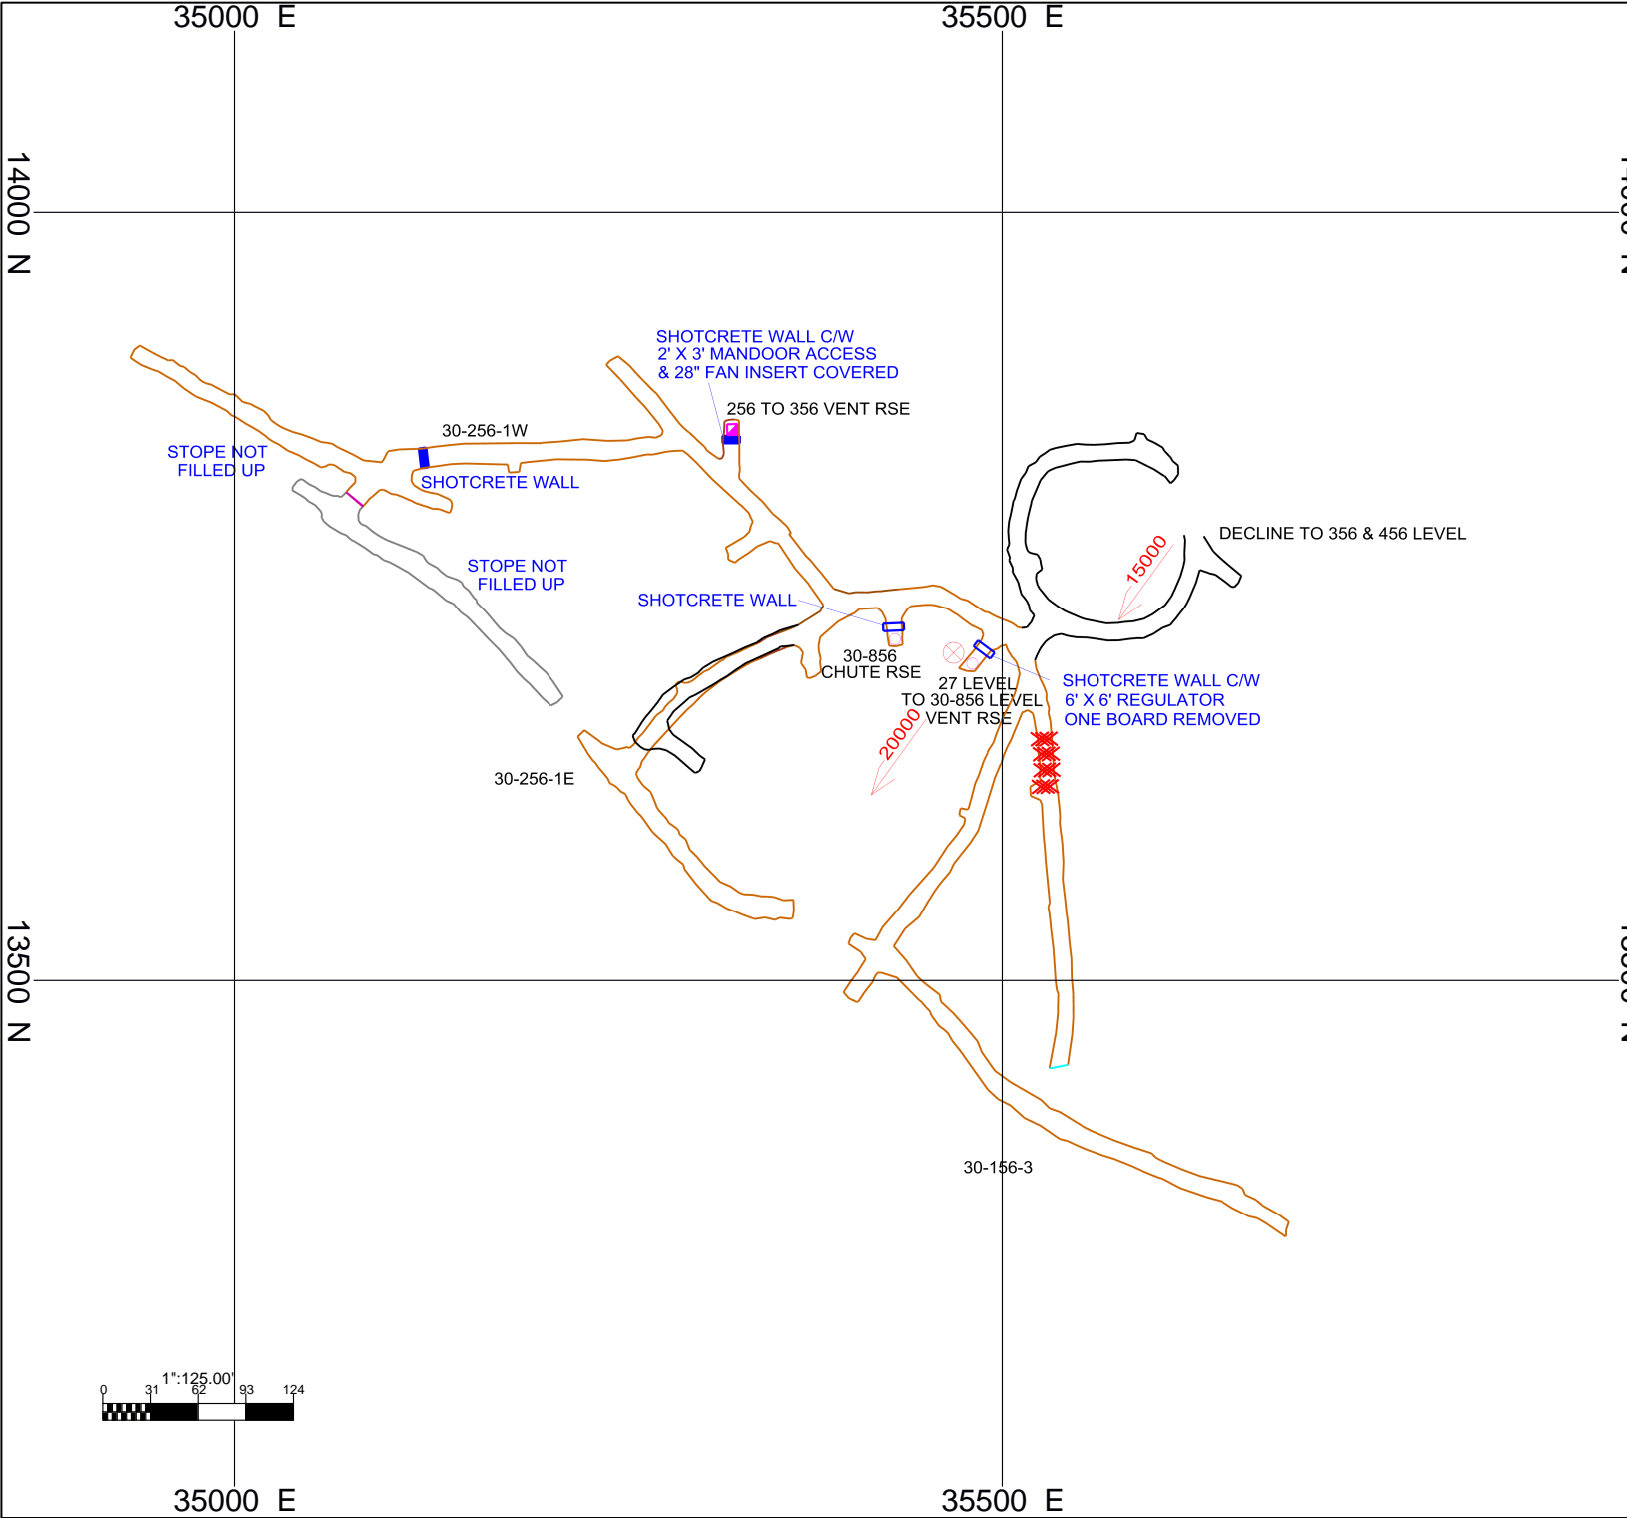 35000 E
35500 E
14000 N
SHOTCRETE WALL C/W
2' X 3' MANDOOR ACCESS
& 28" FAN INSERT COVERED
256 TO 356 VENT RSE
30-256-1W
STOPE NOT
FILLED UP
SHOTCRETE WALL
DECLINE TO 356 & 456 LEVEL
15000
STOPE NOT
FILLED UP
SHOTCRETE WALL
30-856
CHUTE RSE
27 LEVEL
TO 30-856 LEVEL
VENT RSE
SHOTCRETE WALL C/W
6' X 6' REGULATOR
ONE BOARD REMOVED
20000
30-256-1E
13500 N
30-156-3
1":125.00'
0 31 62 93 124
35000 E
35500 E